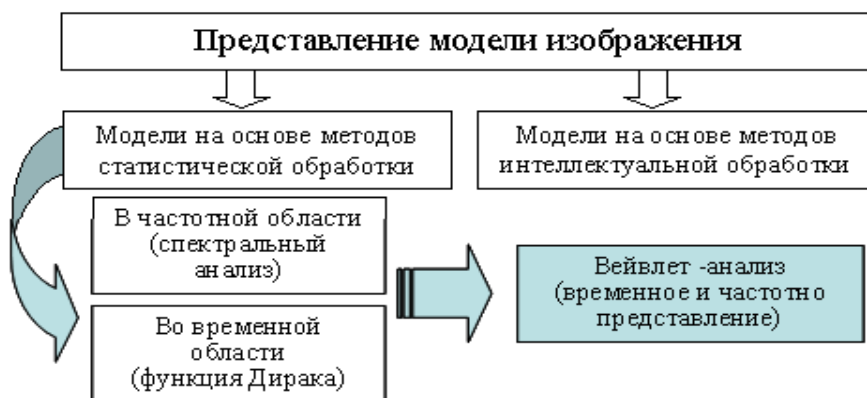 Представление модели изображения
Модели на основе методов
статистической обработки
Модели на основе методов
интеллектуальной обработки
В частотной области
(спектральный
анализ)
Во временной
области
(функция Дирака)
Вейвлет -анализ
(временное и частотно
представление)